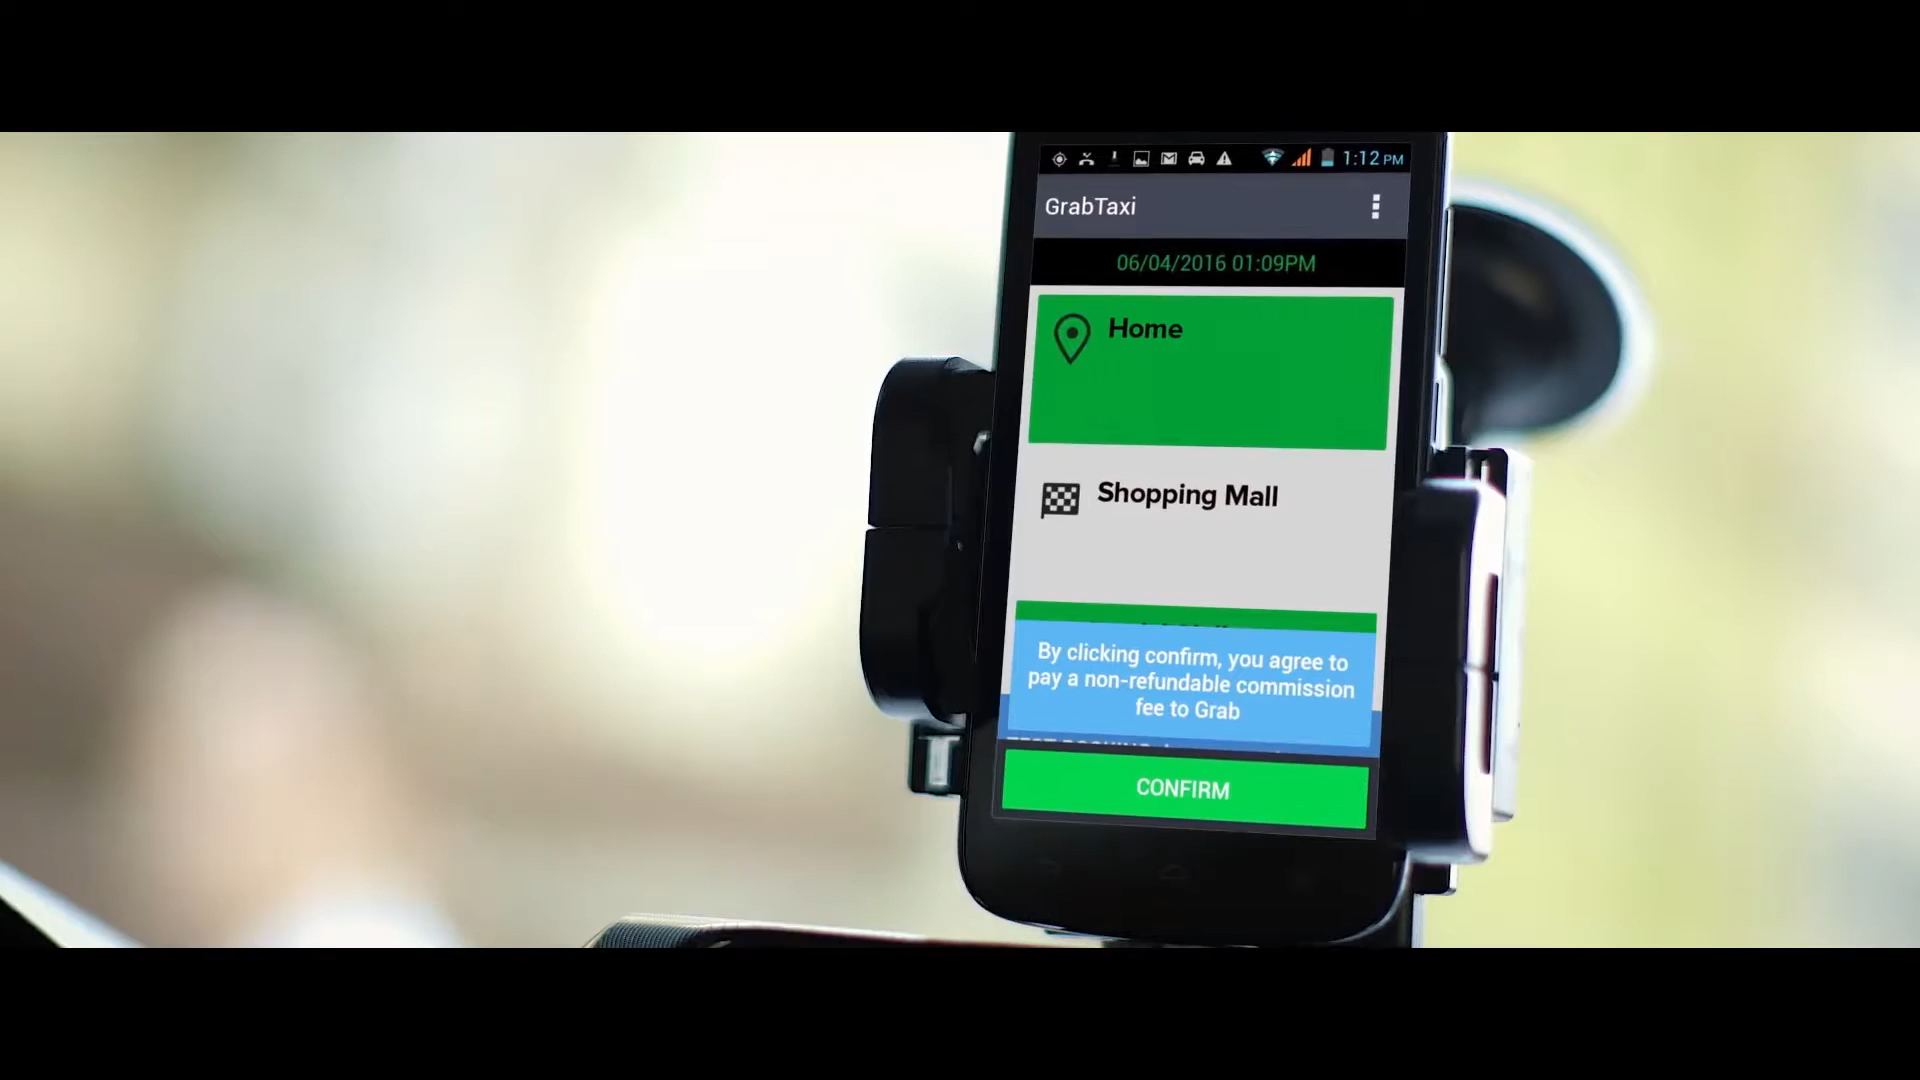 1:12 PM
GrabTaxi
06/04/2016 01:09PM
Home
Shopping Mall
By clicking confirm, you agree to
pay a non-refundable commission
fee to Grab
CONFIRM